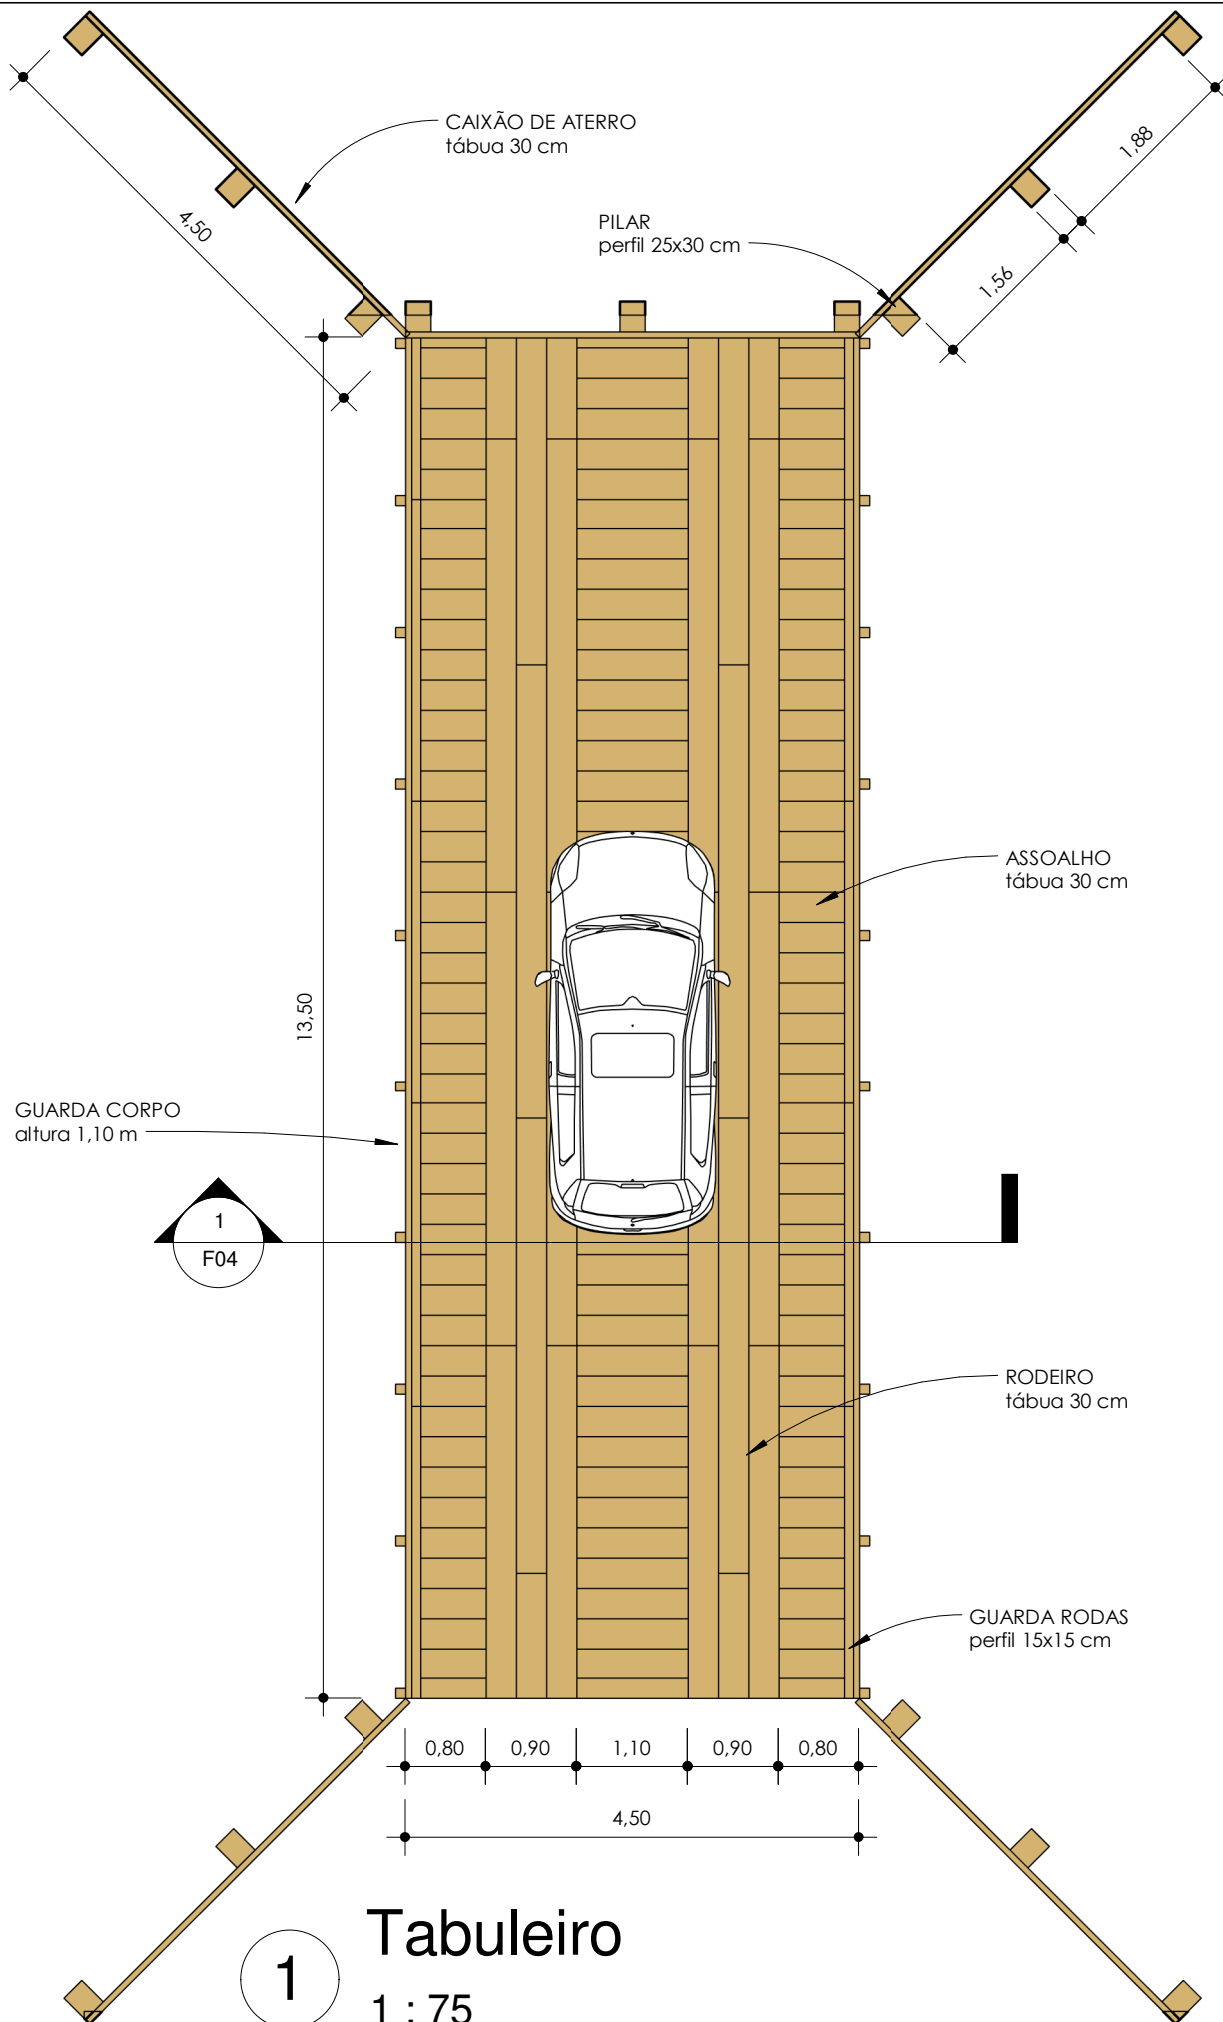 CAIXÃO DE ATERRO
tábua 30 cm
1,88
4,50
PILAR
perfil 25x30 cm
1,56
ASSOALHO
tábua 30 cm
13,50
GUARDA CORPO
altura 1,10 m
1
F04
RODEIRO
tábua 30 cm
GUARDA RODAS
perfil 15x15 cm
0,80 0,90 1,10 0,90 0,80
4,50
1 Tabuleiro
1 : 75